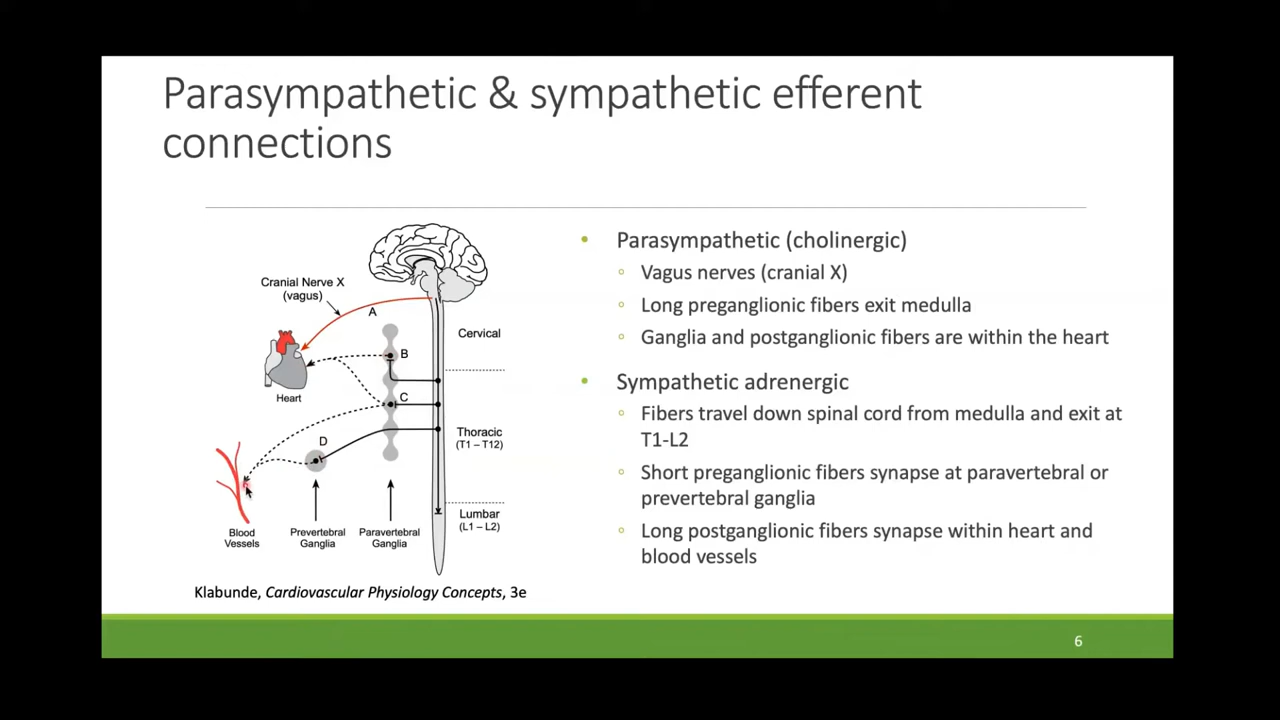 Parasympathetic & sympathetic efferent
connections
Cranial Nerve X
(vagus)
A
B
C
D
Heart
Cervical
Thoracic
(T1 – T12)
Lumbar
(L1 – L2)
Blood
Vessels
Prevertebral
Ganglia
Paravertebral
Ganglia
Klabunde, Cardiovascular Physiology Concepts, 3e
• Parasympathetic (cholinergic)
◦ Vagus nerves (cranial X)
◦ Long preganglionic fibers exit medulla
◦ Ganglia and postganglionic fibers are within the heart
• Sympathetic adrenergic
◦ Fibers travel down spinal cord from medulla and exit at
T1-L2
◦ Short preganglionic fibers synapse at paravertebral or
prevertebral ganglia
◦ Long postganglionic fibers synapse within heart and
blood vessels
6